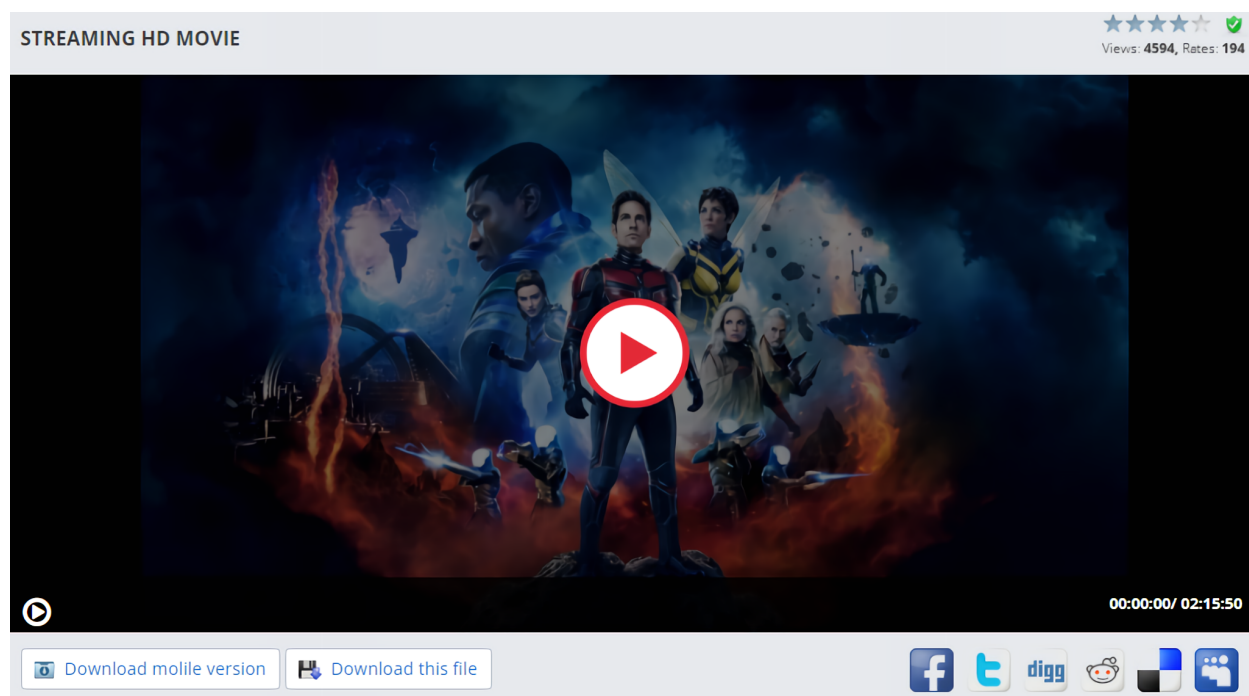 STREAMING HD MOVIE
Views: 4594, Rates: 194
00:00:00/ 02:15:50
Download molile version
Download this file
digg